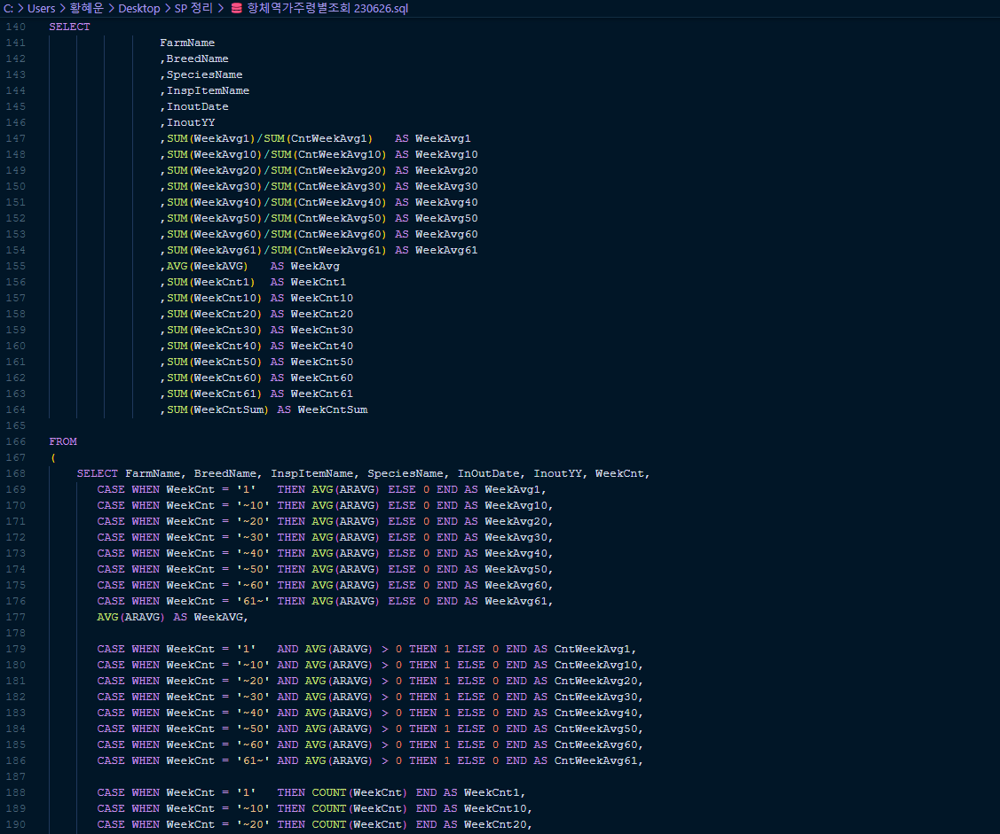 C: > Users > 황혜운 > Desktop > SP 정리 > 항체역가주령별조회 230626.sql
140 SELECT
141 FarmName
142 ,BreedName
143 ,SpeciesName
144 ,InspItemName
145 ,InoutDate
146 ,InoutYY
147 ,SUM(WeekAvg1)/SUM(CntWeekAvg1) AS WeekAvg1
148 ,SUM(WeekAvg10)/SUM(CntWeekAvg10) AS WeekAvg10
149 ,SUM(WeekAvg20)/SUM(CntWeekAvg20) AS WeekAvg20
150 ,SUM(WeekAvg30)/SUM(CntWeekAvg30) AS WeekAvg30
151 ,SUM(WeekAvg40)/SUM(CntWeekAvg40) AS WeekAvg40
152 ,SUM(WeekAvg50)/SUM(CntWeekAvg50) AS WeekAvg50
153 ,SUM(WeekAvg60)/SUM(CntWeekAvg60) AS WeekAvg60
154 ,SUM(WeekAvg61)/SUM(CntWeekAvg61) AS WeekAvg61
155 ,AVG(WeekAVG) AS WeekAvg
156 ,SUM(WeekCnt1) AS WeekCnt1
157 ,SUM(WeekCnt10) AS WeekCnt10
158 ,SUM(WeekCnt20) AS WeekCnt20
159 ,SUM(WeekCnt30) AS WeekCnt30
160 ,SUM(WeekCnt40) AS WeekCnt40
161 ,SUM(WeekCnt50) AS WeekCnt50
162 ,SUM(WeekCnt60) AS WeekCnt60
163 ,SUM(WeekCnt61) AS WeekCnt61
164 ,SUM(WeekCntSum) AS WeekCntSum
165
166 FROM
167 (
168 SELECT FarmName, BreedName, InspItemName, SpeciesName, InOutDate, InoutYY, WeekCnt,
169 CASE WHEN WeekCnt = '1' THEN AVG(ARAVG) ELSE 0 END AS WeekAvg1,
170 CASE WHEN WeekCnt = '~10' THEN AVG(ARAVG) ELSE 0 END AS WeekAvg10,
171 CASE WHEN WeekCnt = '~20' THEN AVG(ARAVG) ELSE 0 END AS WeekAvg20,
172 CASE WHEN WeekCnt = '~30' THEN AVG(ARAVG) ELSE 0 END AS WeekAvg30,
173 CASE WHEN WeekCnt = '~40' THEN AVG(ARAVG) ELSE 0 END AS WeekAvg40,
174 CASE WHEN WeekCnt = '~50' THEN AVG(ARAVG) ELSE 0 END AS WeekAvg50,
175 CASE WHEN WeekCnt = '~60' THEN AVG(ARAVG) ELSE 0 END AS WeekAvg60,
176 CASE WHEN WeekCnt = '61~' THEN AVG(ARAVG) ELSE 0 END AS WeekAvg61,
177 AVG(ARAVG) AS WeekAVG,
178
179 CASE WHEN WeekCnt = '1' AND AVG(ARAVG) > 0 THEN 1 ELSE 0 END AS CntWeekAvg1,
180 CASE WHEN WeekCnt = '~10' AND AVG(ARAVG) > 0 THEN 1 ELSE 0 END AS CntWeekAvg10,
181 CASE WHEN WeekCnt = '~20' AND AVG(ARAVG) > 0 THEN 1 ELSE 0 END AS CntWeekAvg20,
182 CASE WHEN WeekCnt = '~30' AND AVG(ARAVG) > 0 THEN 1 ELSE 0 END AS CntWeekAvg30,
183 CASE WHEN WeekCnt = '~40' AND AVG(ARAVG) > 0 THEN 1 ELSE 0 END AS CntWeekAvg40,
184 CASE WHEN WeekCnt = '~50' AND AVG(ARAVG) > 0 THEN 1 ELSE 0 END AS CntWeekAvg50,
185 CASE WHEN WeekCnt = '~60' AND AVG(ARAVG) > 0 THEN 1 ELSE 0 END AS CntWeekAvg60,
186 CASE WHEN WeekCnt = '61~' AND AVG(ARAVG) > 0 THEN 1 ELSE 0 END AS CntWeekAvg61,
187
188 CASE WHEN WeekCnt = '1' THEN COUNT(WeekCnt) END AS WeekCnt1,
189 CASE WHEN WeekCnt = '~10' THEN COUNT(WeekCnt) END AS WeekCnt10,
190 CASE WHEN WeekCnt = '~20' THEN COUNT(WeekCnt) END AS WeekCnt20,